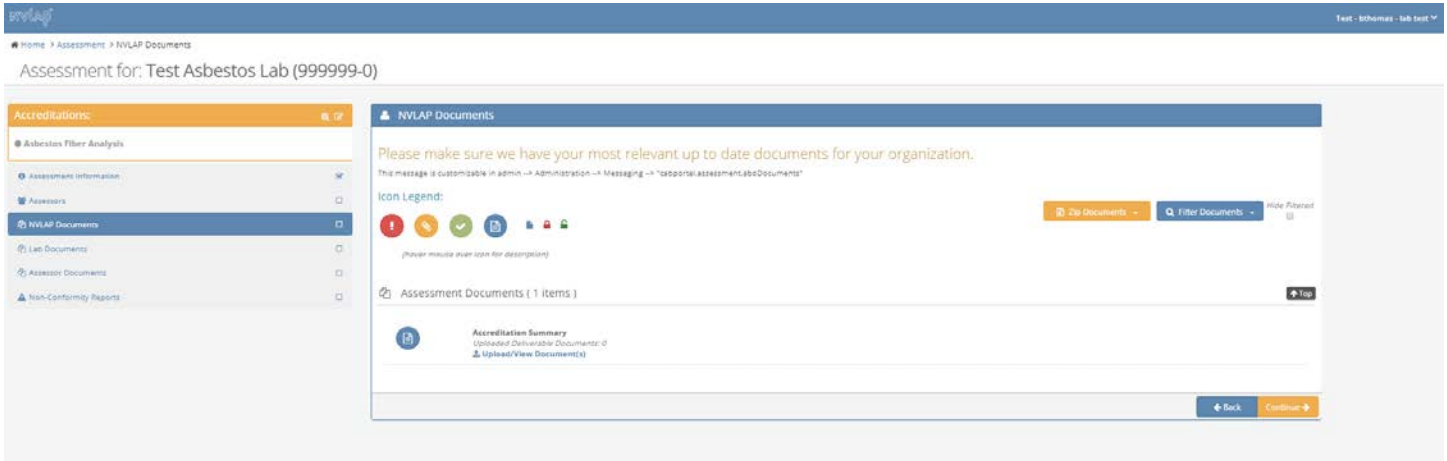 nvlap
Test - bthomas - lab test
Home > Assessment > NVLAP Documents
Assessment for: Test Asbestos Lab (999999-0)
Accreditations:
Asbestos Fiber Analysis
Assessment Information
Assessors
NVLAP Documents
Lab Documents
Assessor Documents
Non-Conformity Reports
NVLAP Documents
Please make sure we have your most relevant up to date documents for your organization.
This message is customizable in admin --> Administration --> Messaging --> "cabportal.assessment.absDocuments"
Icon Legend:
Zip Documents
Filter Documents
Hide Filtered
(hover mouse over icon for description)
Assessment Documents ( 1 items )
Top
Accreditation Summary
Uploaded Deliverable Documents: 0
Upload/View Document(s)
Back
Continue